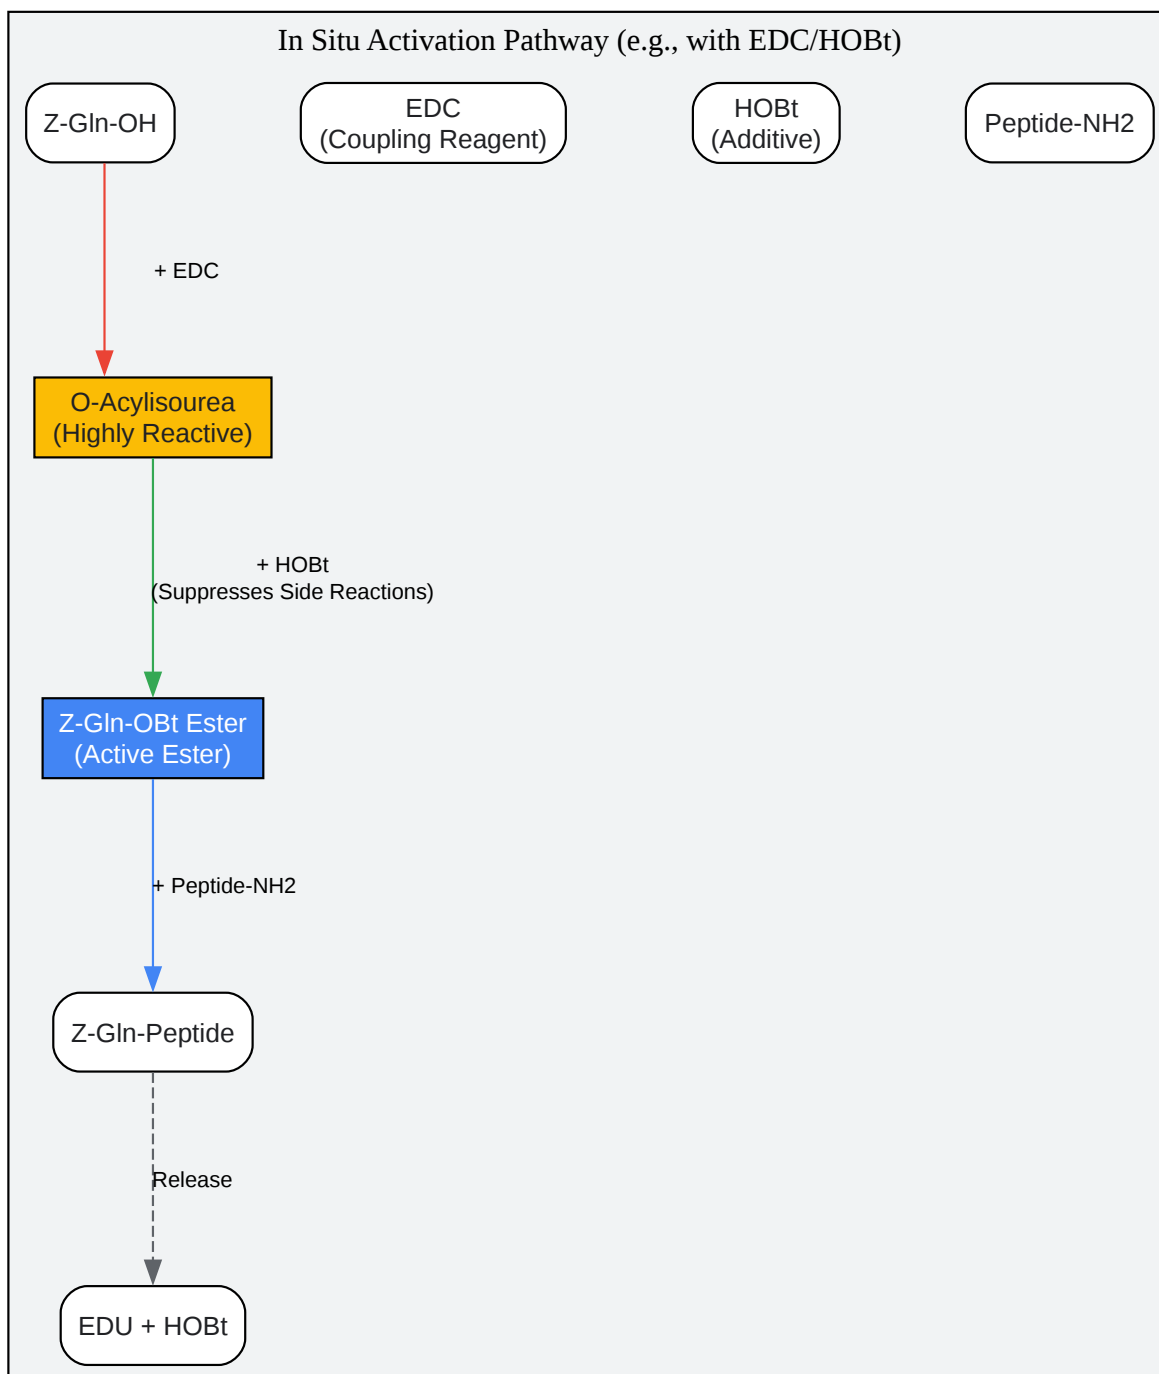 In Situ Activation Pathway (e.g., with EDC/HOBt)
Z-Gln-OH
EDC
(Coupling Reagent)
HOBt
(Additive)
Peptide-NH2
+ EDC
O-Acylisourea
(Highly Reactive)
+ HOBt
(Suppresses Side Reactions)
Z-Gln-OBt Ester
(Active Ester)
+ Peptide-NH2
Z-Gln-Peptide
Release
EDU + HOBt